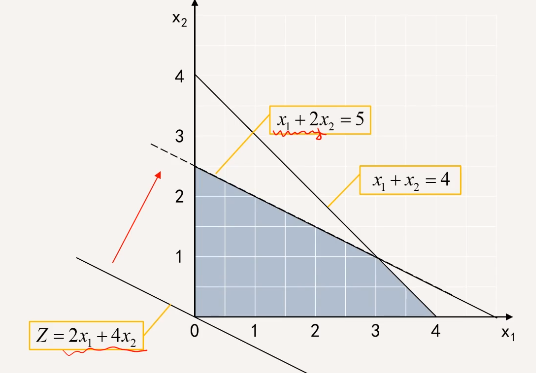 x₂
4
x₁ + 2x₂ = 5
3
x₁ + x₂ = 4
2
1
Z = 2x₁ + 4x₂
0 1 2 3 4 x₁